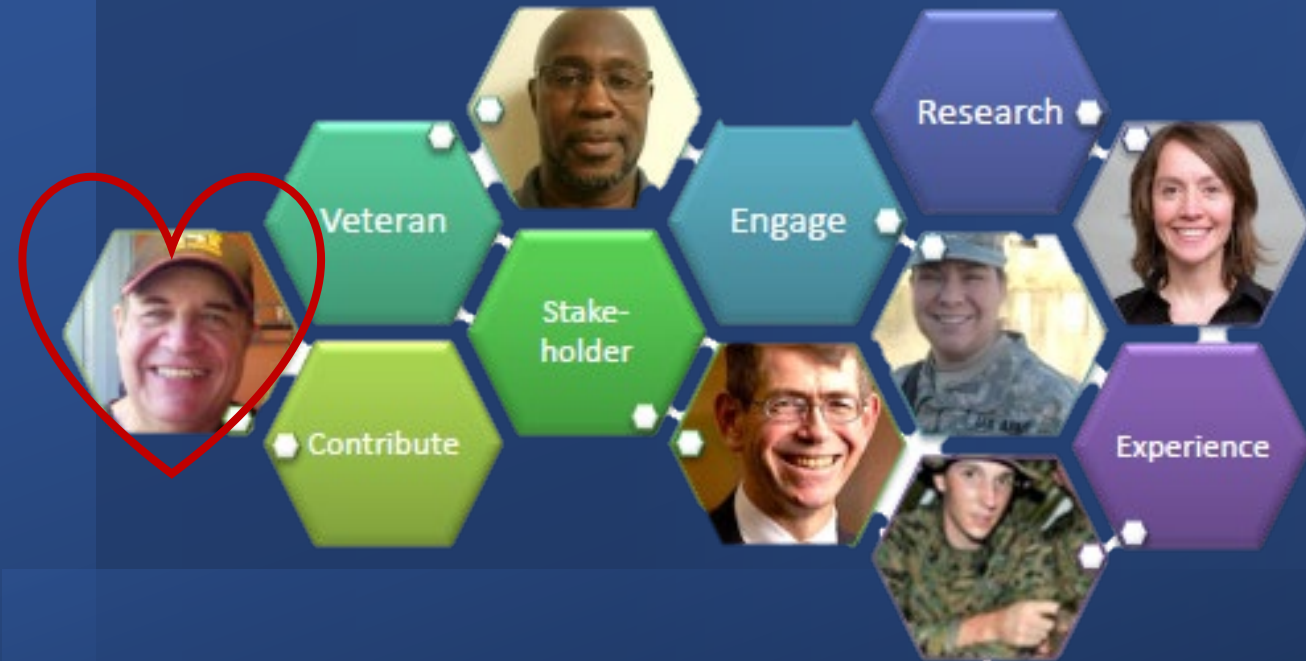 Research
Veteran
Engage
Stake-
holder
Contribute
Experience